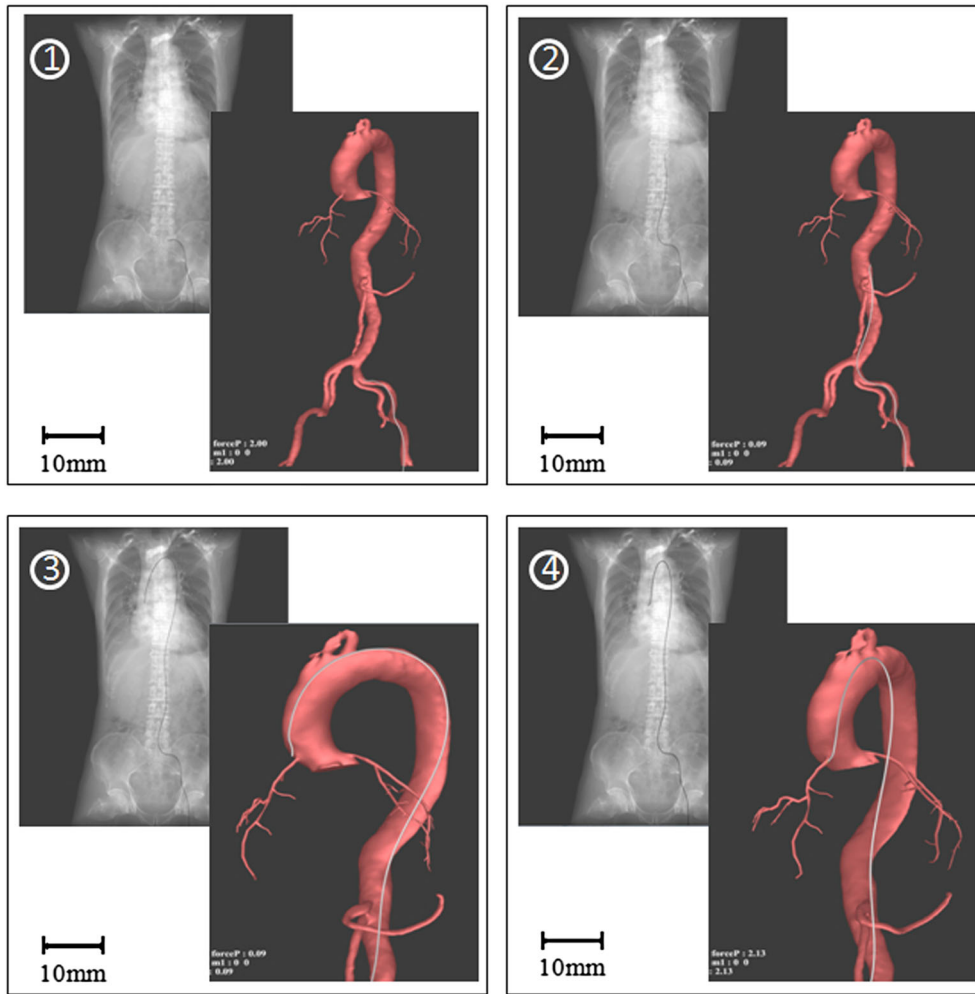 ①
forceP : 2.00
m1 : 0 0
: 2.00
10mm
②
forceP : 0.09
m1 : 0 0
: 0.09
10mm
③
forceP : 0.09
m1 : 0 0
: 0.09
10mm
④
forceP : 2.13
m1 : 0 0
: 2.13
10mm